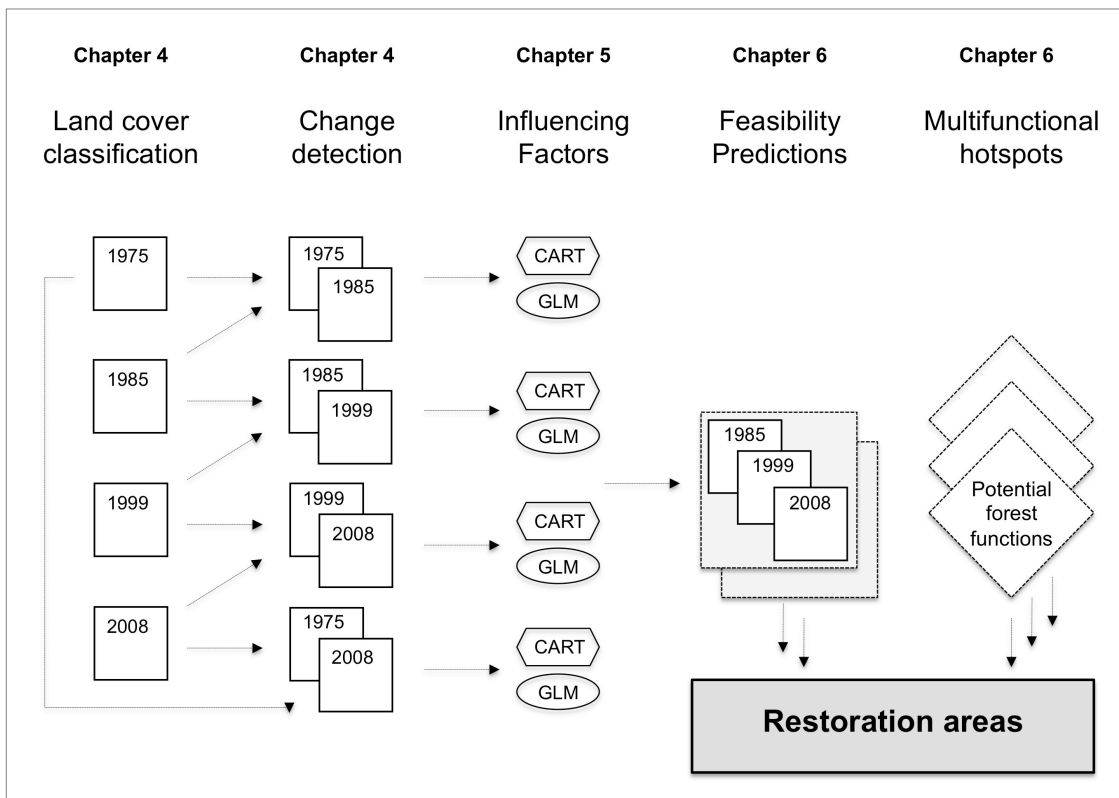 Chapter 4
Chapter 4
Chapter 5
Chapter 6
Chapter 6
Land cover
classification
Change
detection
Influencing
Factors
Feasibility
Predictions
Multifunctional
hotspots
1975
1975
1985
CART
GLM
1985
1985
1999
CART
GLM
1999
1999
2008
CART
GLM
2008
1975
2008
CART
GLM
1985
1999
2008
Potential
forest
functions
Restoration areas